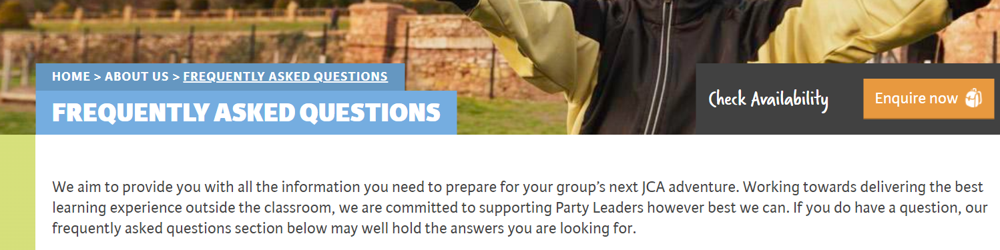 HOME > ABOUT US > FREQUENTLY ASKED QUESTIONS
FREQUENTLY ASKED QUESTIONS
Check Availability
Enquire now
We aim to provide you with all the information you need to prepare for your group’s next JCA adventure. Working towards delivering the best
learning experience outside the classroom, we are committed to supporting Party Leaders however best we can. If you do have a question, our
frequently asked questions section below may well hold the answers you are looking for.